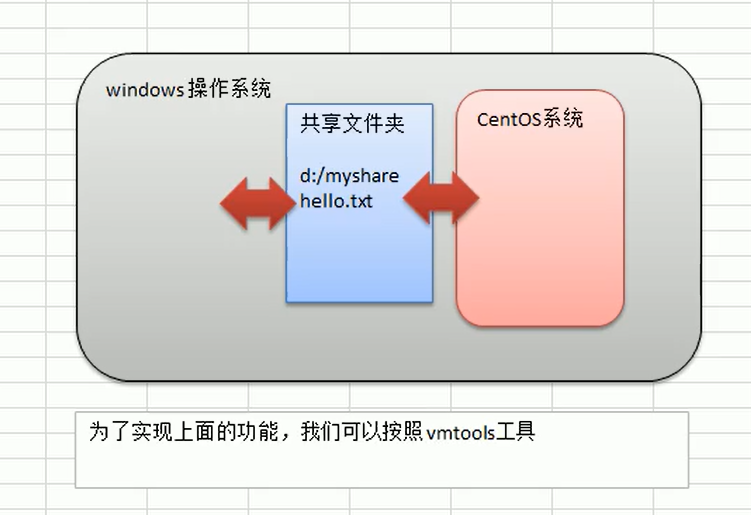 windows操作系统
共享文件夹
CentOS系统
d:/myshare
hello.txt
为了实现上面的功能，我们可以按照vmtools工具